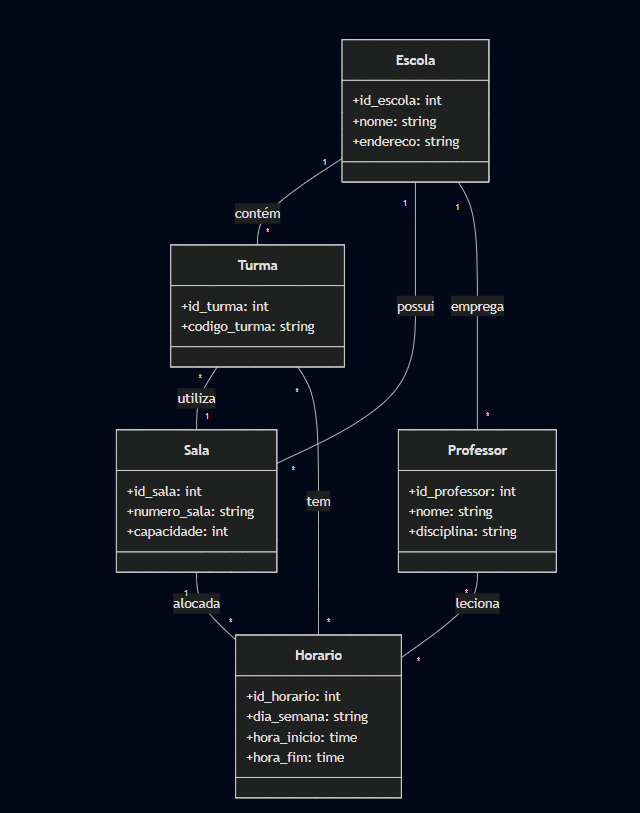 Escola
+id_escola: int
+nome: string
+endereco: string
1
1
1
contém
*
Turma
+id_turma: int
+codigo_turma: string
possui
emprega
*
*
utiliza
1
*
Sala
+id_sala: int
+numero_sala: string
+capacidade: int
*
tem
Professor
+id_professor: int
+nome: string
+disciplina: string
1
alocada
*
*
*
leciona
*
Horario
+id_horario: int
+dia_semana: string
+hora_inicio: time
+hora_fim: time